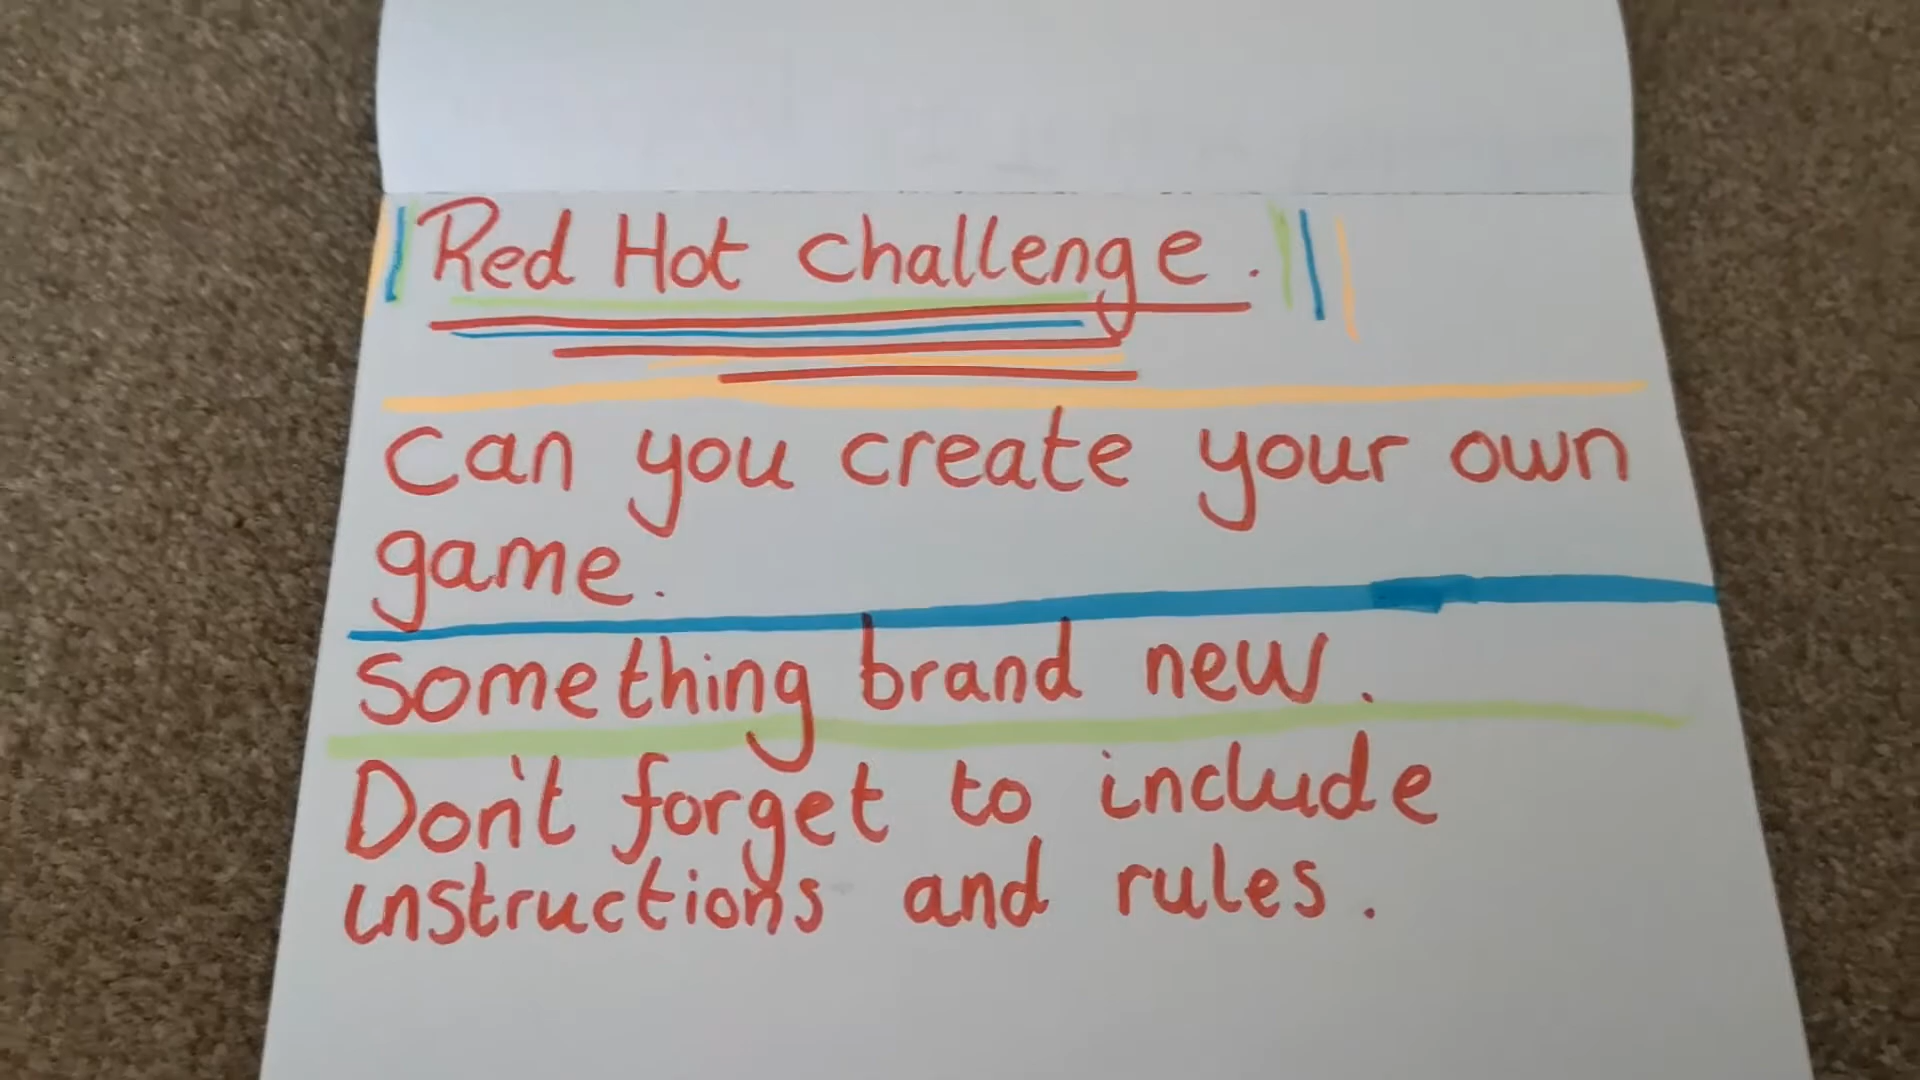 Red Hot challenge.
Can you create your own
game.
Something brand new.
Don't forget to include
instructions and rules.